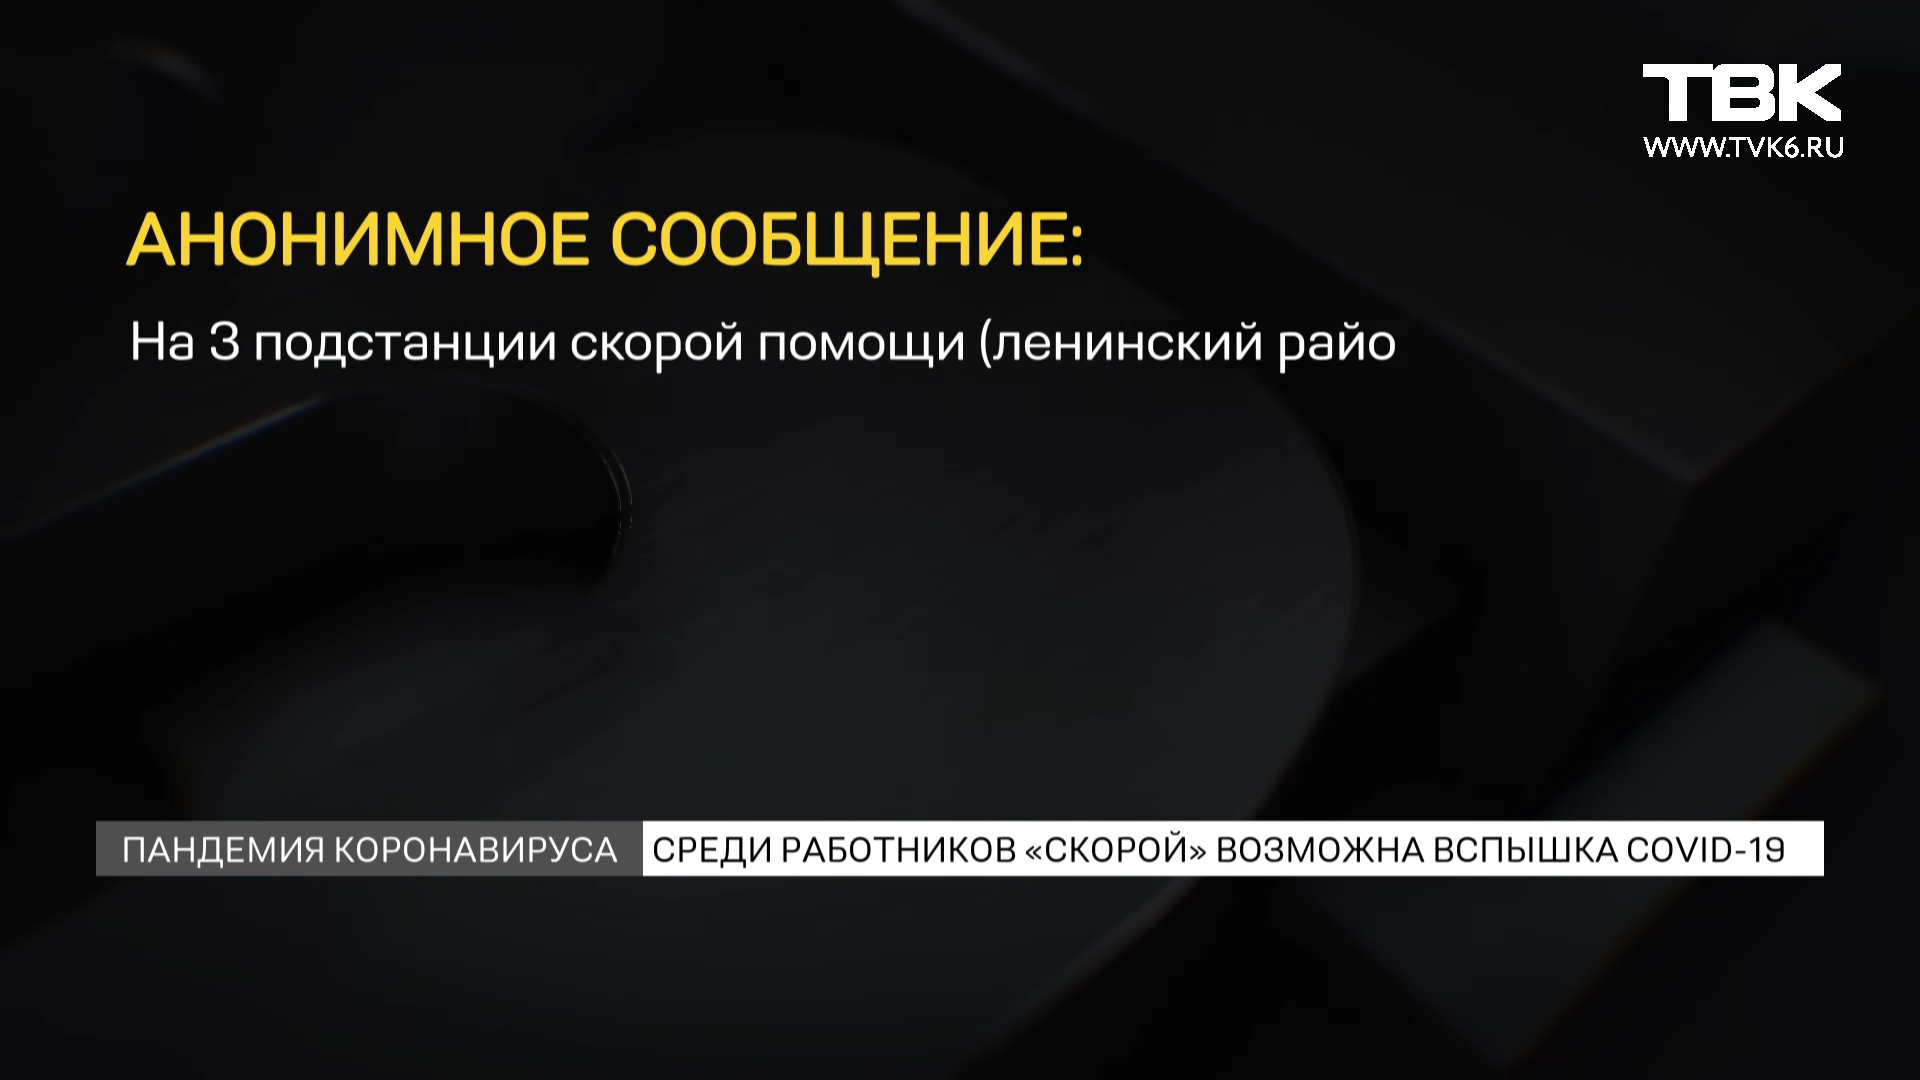 ТВК
WWW.TVK6.RU
АНОНИМНОЕ СООБЩЕНИЕ:
На 3 подстанции скорой помощи (ленинский райо
ПАНДЕМИЯ КОРОНАВИРУСА СРЕДИ РАБОТНИКОВ «СКОРОЙ» ВОЗМОЖНА ВСПЫШКА COVID-19